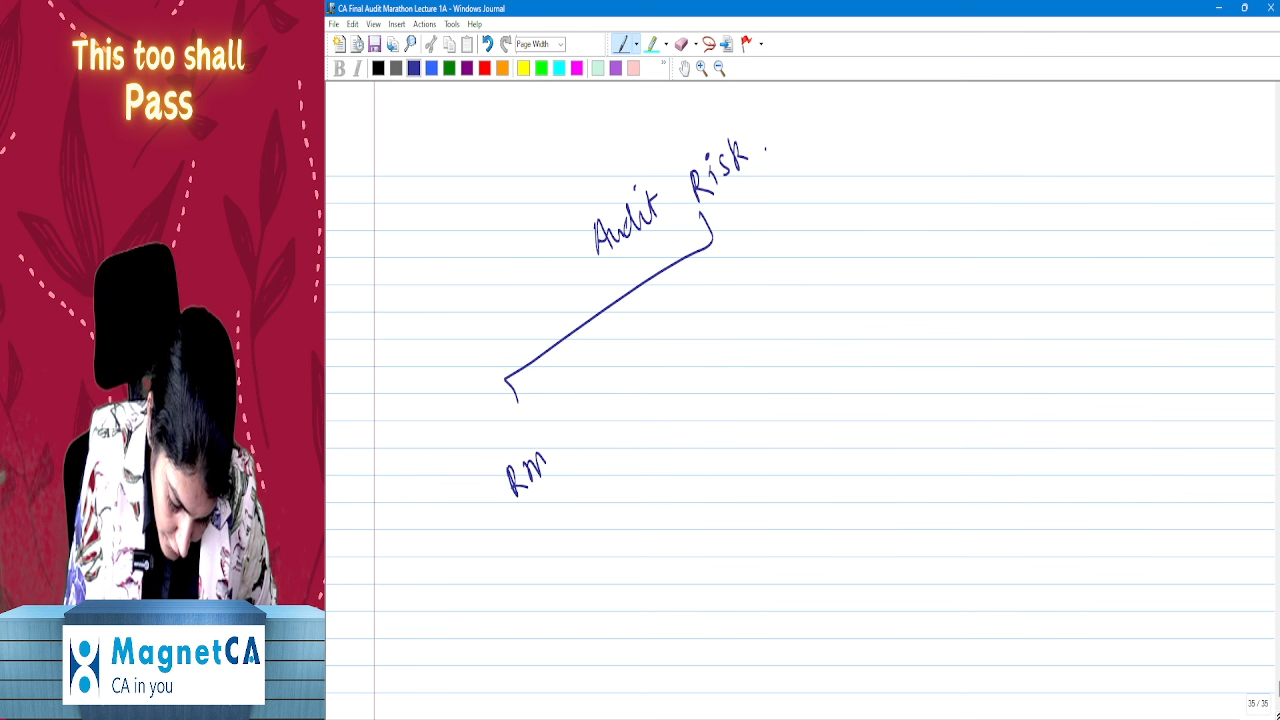 This too shall
Pass
CA Final Audit Marathon Lecture 1A - Windows Journal
File Edit View Insert Actions Tools Help
Page Width
B I
Audit Risk.
RM
MagnetCA
CA in you
35 / 35